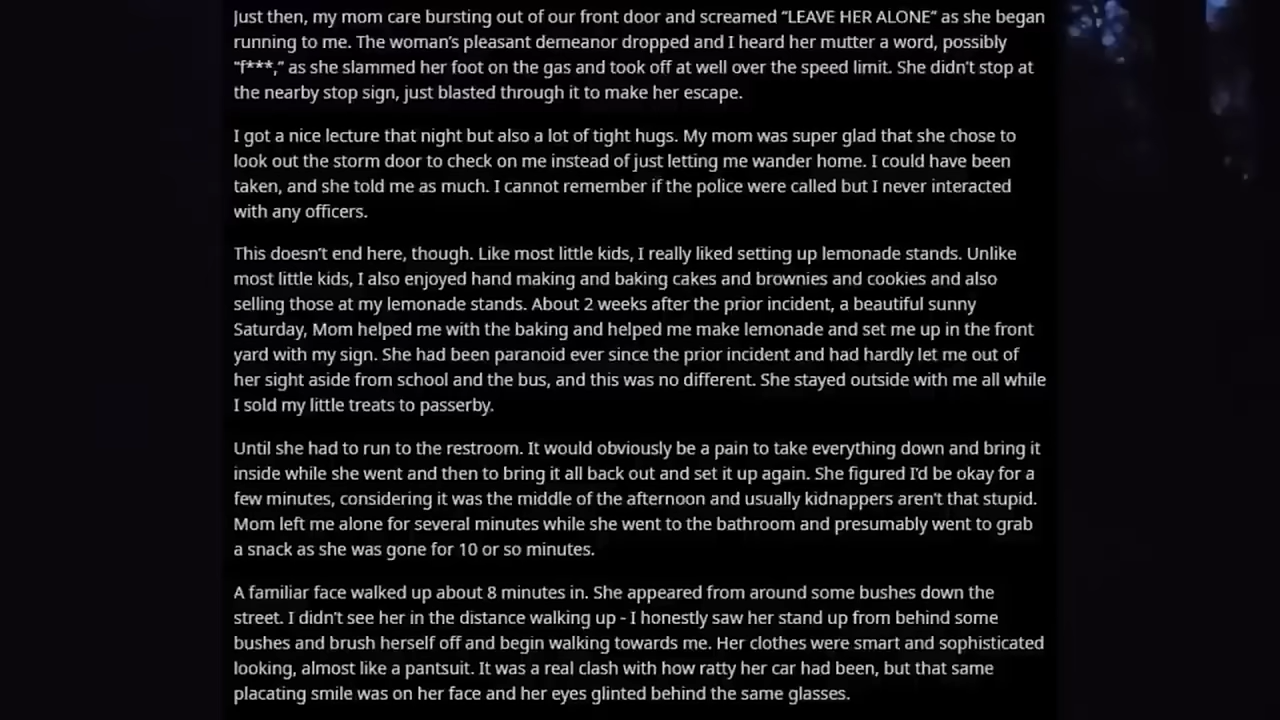 Just then, my mom care bursting out of our front door and screamed “LEAVE HER ALONE” as she began
running to me. The woman’s pleasant demeanor dropped and I heard her mutter a word, possibly
“f***,” as she slammed her foot on the gas and took off at well over the speed limit. She didn’t stop at
the nearby stop sign, just blasted through it to make her escape.
I got a nice lecture that night but also a lot of tight hugs. My mom was super glad that she chose to
look out the storm door to check on me instead of just letting me wander home. I could have been
taken, and she told me as much. I cannot remember if the police were called but I never interacted
with any officers.
This doesn’t end here, though. Like most little kids, I really liked setting up lemonade stands. Unlike
most little kids, I also enjoyed hand making and baking cakes and brownies and cookies and also
selling those at my lemonade stands. About 2 weeks after the prior incident, a beautiful sunny
Saturday, Mom helped me with the baking and helped me make lemonade and set me up in the front
yard with my sign. She had been paranoid ever since the prior incident and had hardly let me out of
her sight aside from school and the bus, and this was no different. She stayed outside with me all while
I sold my little treats to passerby.
Until she had to run to the restroom. It would obviously be a pain to take everything down and bring it
inside while she went and then to bring it all back out and set it up again. She figured I’d be okay for a
few minutes, considering it was the middle of the afternoon and usually kidnappers aren’t that stupid.
Mom left me alone for several minutes while she went to the bathroom and presumably went to grab
a snack as she was gone for 10 or so minutes.
A familiar face walked up about 8 minutes in. She appeared from around some bushes down the
street. I didn’t see her in the distance walking up - I honestly saw her stand up from behind some
bushes and brush herself off and begin walking towards me. Her clothes were smart and sophisticated
looking, almost like a pantsuit. It was a real clash with how ratty her car had been, but that same
placating smile was on her face and her eyes glinted behind the same glasses.